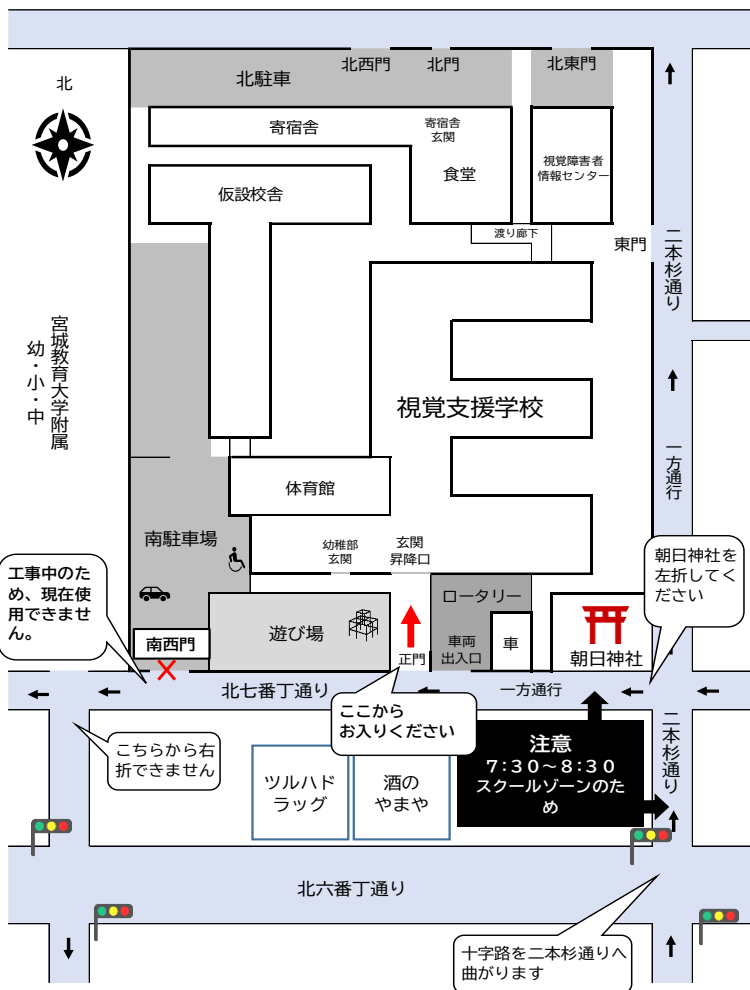 北
北駐車
北西門
北門
北東門
寄宿舎
寄宿舎
玄関
食堂
視覚障害者
情報センター
仮設校舎
渡り廊下
東門
二本杉通り
宮城教育大学附属
幼・小・中
視覚支援学校
一方通行
体育館
南駐車場
幼稚部
玄関
玄関
昇降口
朝日神社を
左折してく
ださい
工事中のた
め、現在使
用できませ
ん。
ロータリー
遊び場
南西門
車両
出入口
車
朝日神社
正門
北七番丁通り
一方通行
ここから
お入りください
こちらから右
折できません
二本杉通り
注意
7:30～8:30
スクールゾーンのた
め
ツルハド
ラッグ
酒の
やまや
北六番丁通り
十字路を二本杉通りへ
曲がります